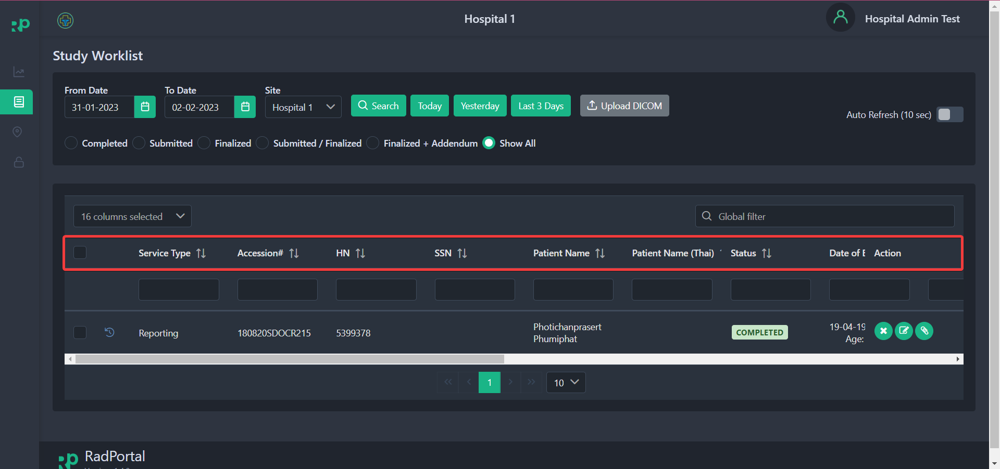 Hospital 1
Hospital Admin Test
Study Worklist
From Date To Date Site
31-01-2023 02-02-2023 Hospital 1 Search Today Yesterday Last 3 Days Upload DICOM
Auto Refresh (10 sec)
Completed Submitted Finalized Submitted / Finalized Finalized + Addendum Show All
16 columns selected Global filter
Service Type Accession# HN SSN Patient Name Patient Name (Thai) Status Date of Action
Reporting 180820SDOCR215 5399378 Photichanprasert COMPLETED 19-04-19
Phumiphat Age:
1 10
rp RadPortal